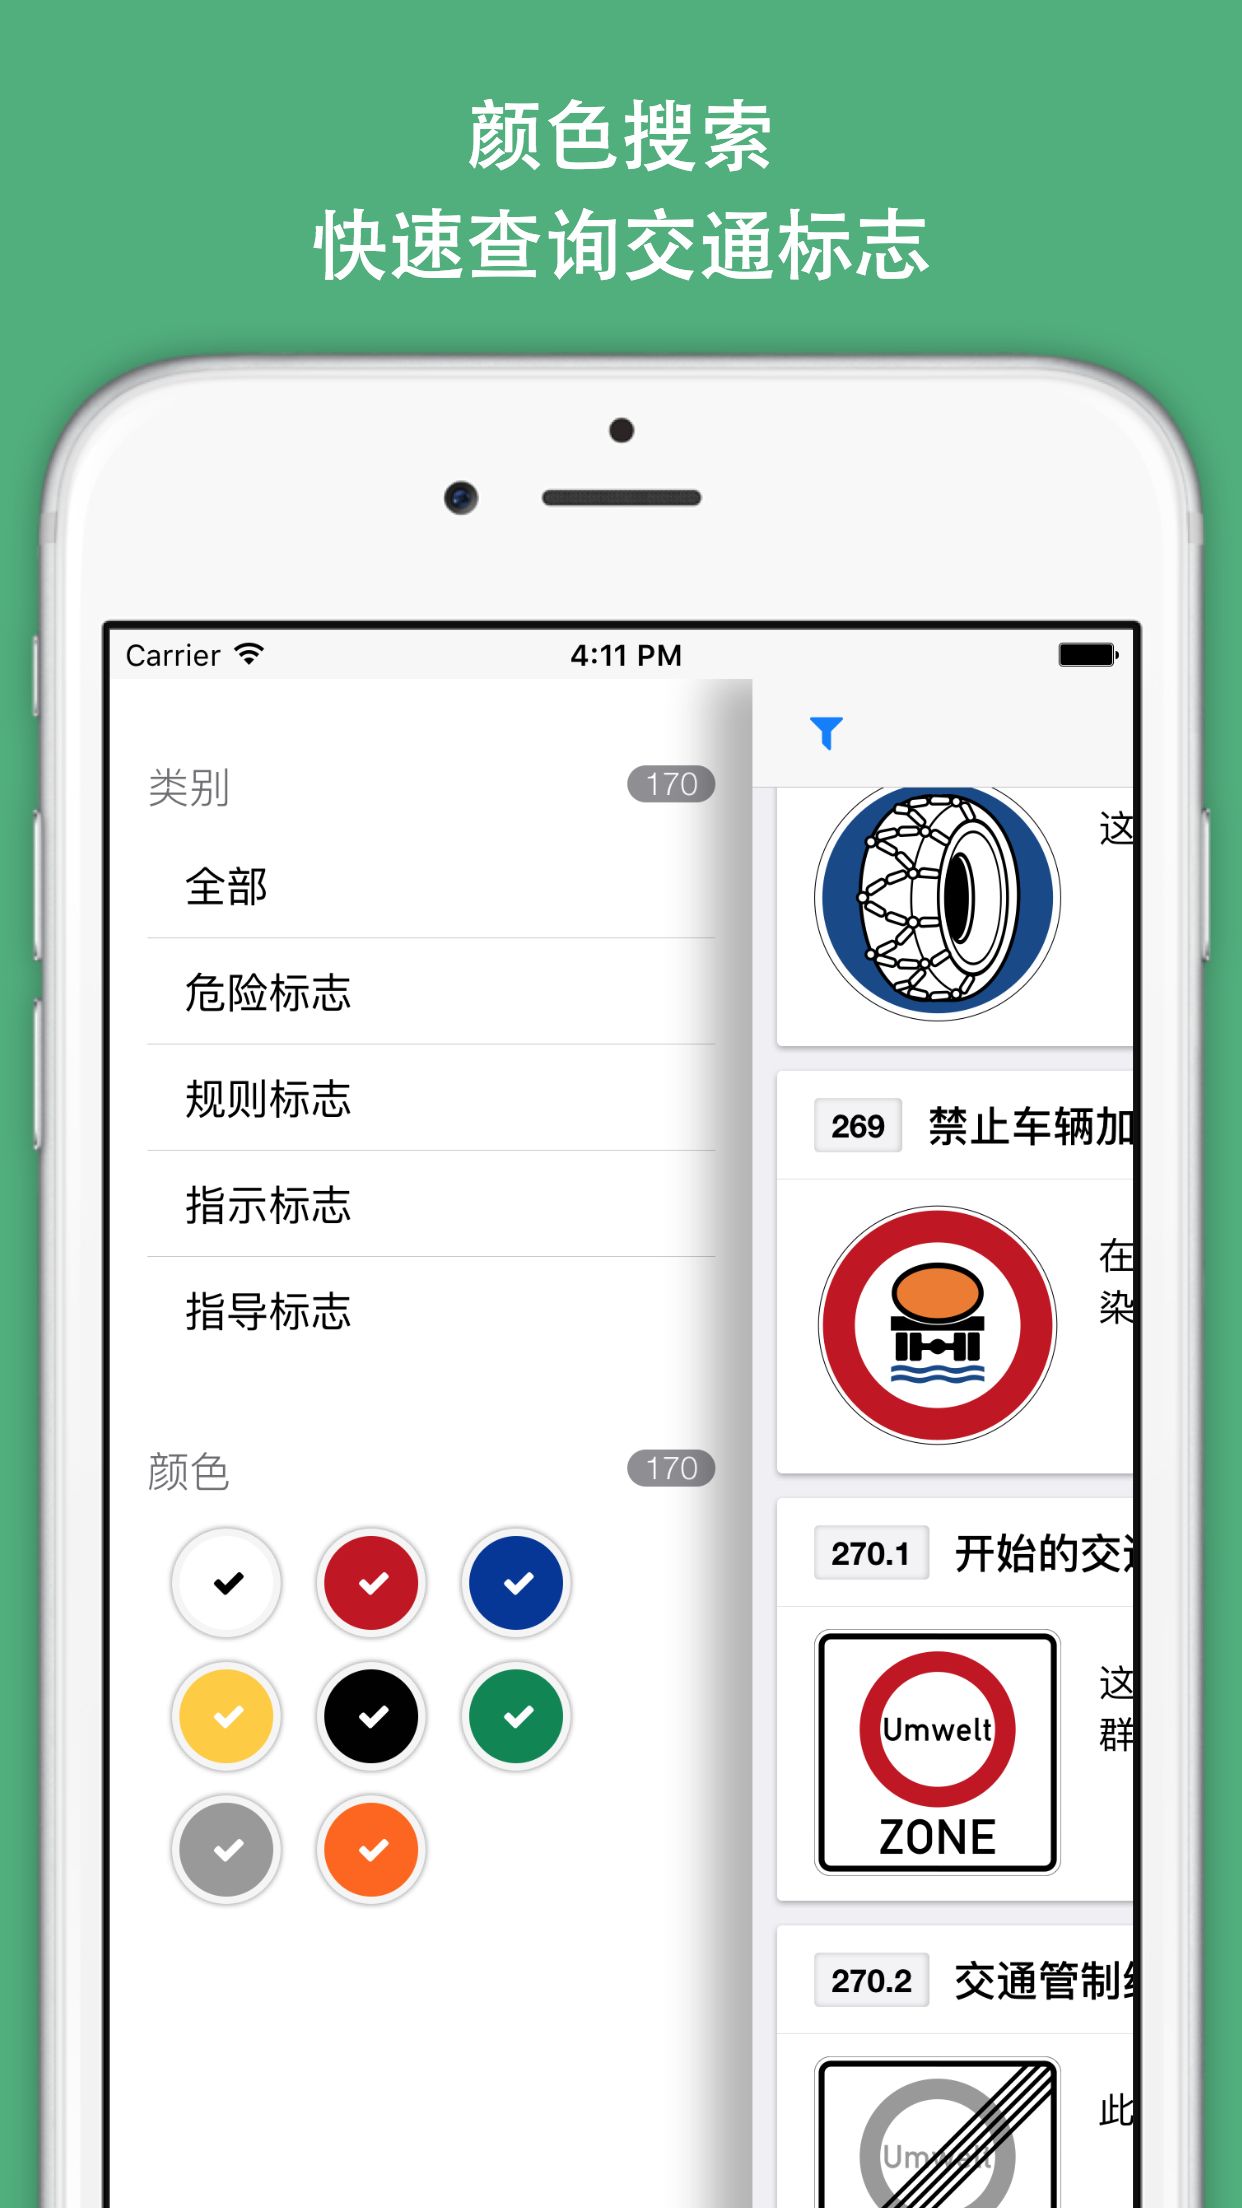 颜色搜索
快速查询交通标志
Carrier
4:11 PM
类别
170
全部
危险标志
规则标志
指示标志
指导标志
颜色
170
这
269
禁止车辆加
在
染
270.1
开始的交
这
群
Umwelt
ZONE
270.2
交通管制
此
Umwelt